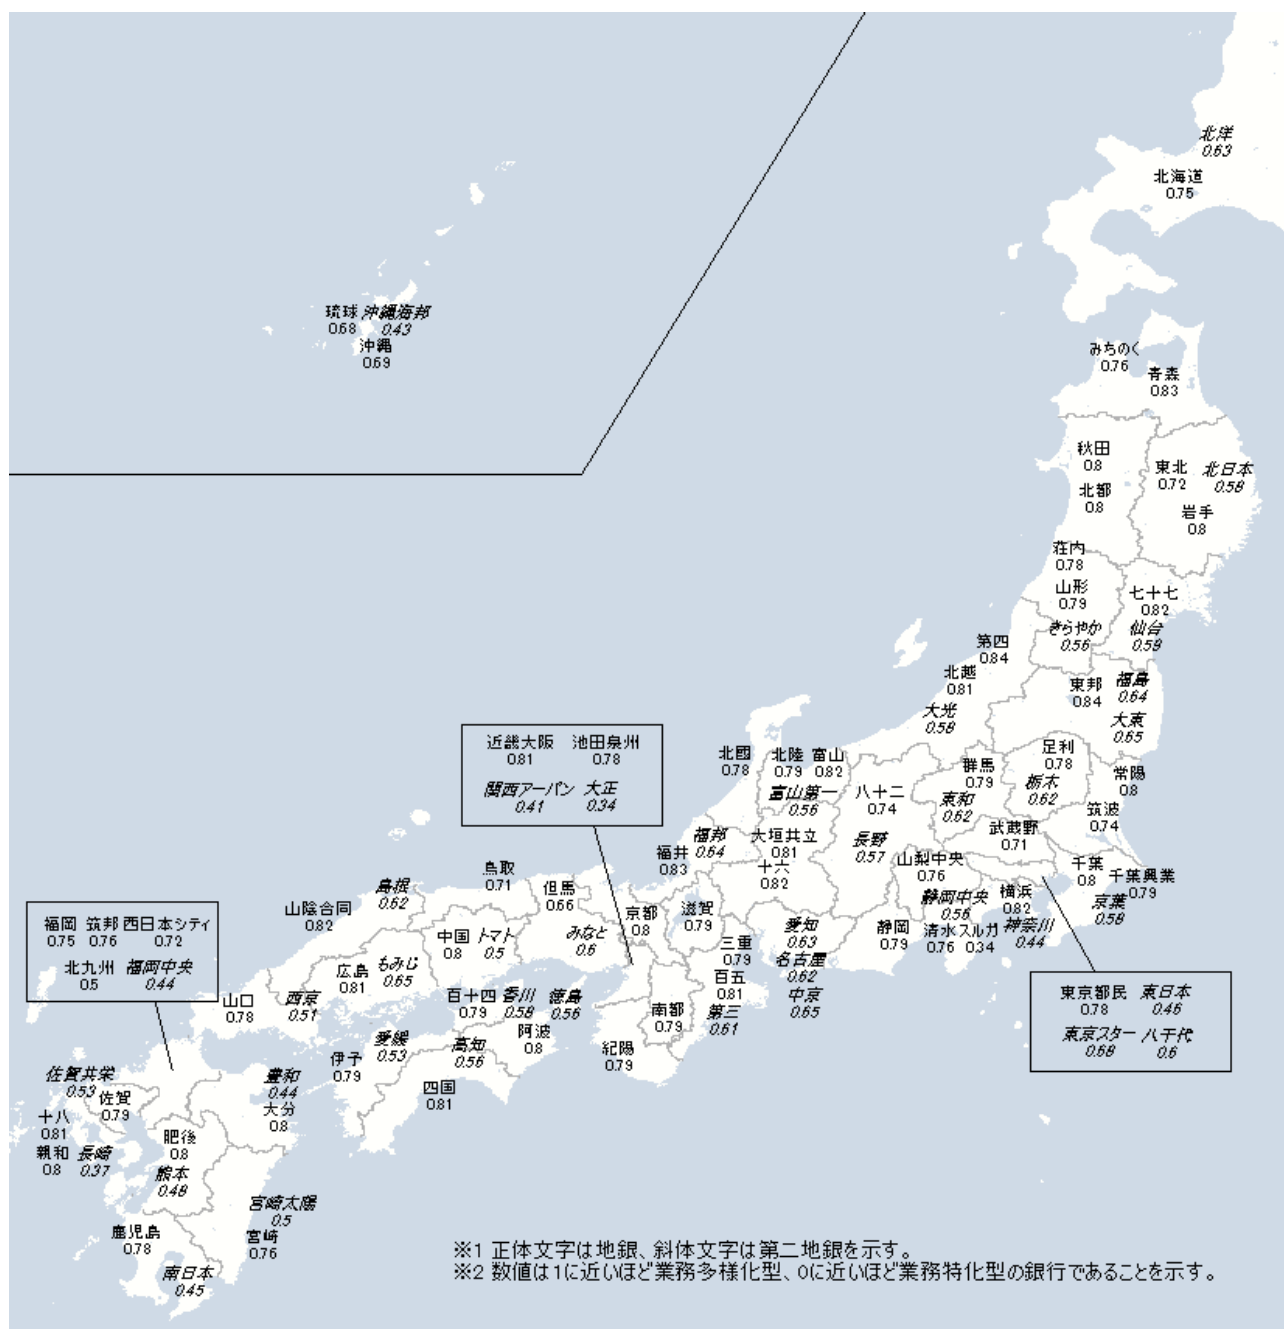 北洋
0.63
北海道
0.75
琉球 沖縄海邦
0.68 0.43
沖縄
0.69
みちのく
0.76
青森
0.83
秋田
0.8
北都
0.8
東北 北日本
0.72 0.58
岩手
0.8
荘内
0.78
山形
0.79
きらやか
0.56
七十七
0.82
仙台
0.59
第四
0.84
北越
0.81
大光
0.58
東邦
0.84
福島
0.64
大東
0.65
近畿大阪 池田泉州
0.81 0.78
関西アーバン 大正
0.41 0.34
北國
0.78
北陸 富山
0.79 0.82
富山第一
0.56
八十二
0.74
長野
0.57
群馬
0.79
東和
0.62
足利
0.78
栃木
0.62
常陽
0.8
筑波
0.74
武蔵野
0.71
福邦
0.64
福井
0.83
大垣共立
0.81
十六
0.82
山梨中央
0.76
千葉
0.8
千葉興業
0.79
京葉
0.58
横浜
0.82
神奈川
0.44
静岡中央
0.56
静岡
0.79
清水 スルガ
0.76 0.34
鳥取
0.71
島根
0.62
山陰合同
0.82
但馬
0.66
京都
0.8
滋賀
0.79
みなと
0.6
愛知
0.63
名古屋
0.62
中京
0.65
三重
0.79
百五
0.81
第三
0.61
南都
0.79
紀陽
0.79
中国 トマト
0.8 0.5
広島
0.81
もみじ
0.65
福岡 筑邦 西日本シティ
0.75 0.76 0.72
北九州 福岡中央
0.5 0.44
山口
0.78
西京
0.51
百十四 香川
0.79 0.58
徳島
0.56
阿波
0.8
愛媛
0.53
高知
0.56
伊予
0.79
四国
0.81
東京都民 東日本
0.78 0.46
東京スター 八千代
0.68 0.6
佐賀共栄
0.53
佐賀
0.79
豊和
0.44
大分
0.8
十八
0.81
親和 長崎
0.8 0.37
肥後
0.8
熊本
0.48
宮崎太陽
0.5
宮崎
0.76
鹿児島
0.78
南日本
0.45
※1 正体文字は地銀、斜体文字は第二地銀を示す。
※2 数値は1に近いほど業務多様化型、0に近いほど業務特化型の銀行であることを示す。